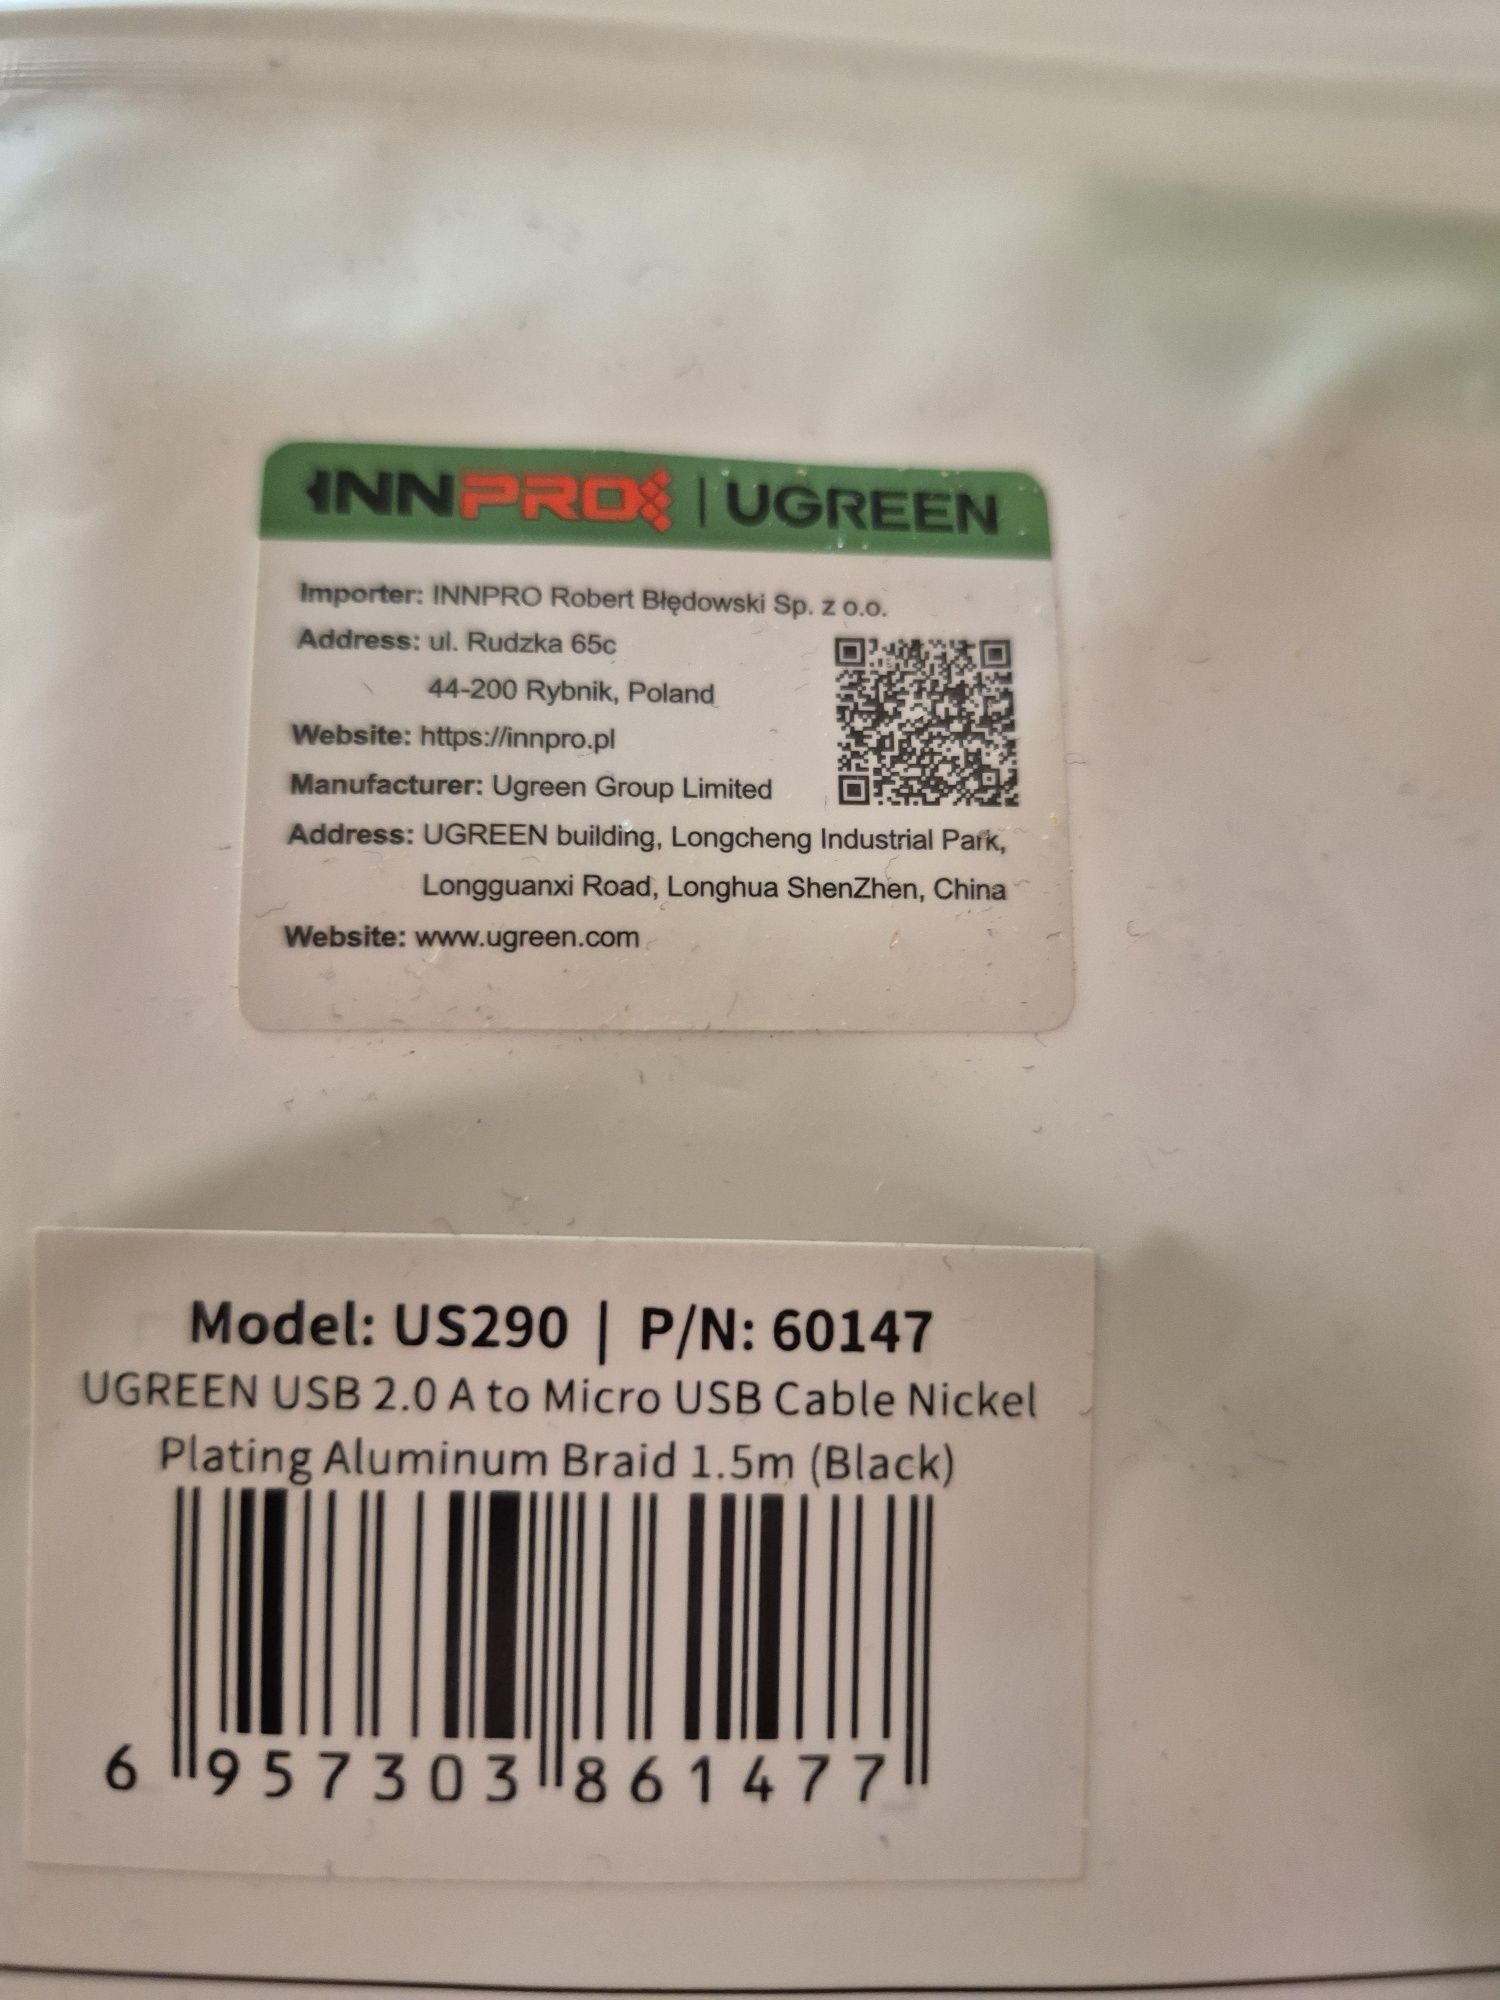 INNPRO | UGREEN
Importer: INNPRO Robert Błędowski Sp. z o.o.
Address: ul. Rudzka 65c
44-200 Rybnik, Poland
Website: https://innpro.pl
Manufacturer: Ugreen Group Limited
Address: UGREEN building, Longcheng Industrial Park,
Longguanxi Road, Longhua ShenZhen, China
Website: www.ugreen.com
Model: US290 | P/N: 60147
UGREEN USB 2.0 A to Micro USB Cable Nickel
Plating Aluminum Braid 1.5m (Black)
6 957303 861477